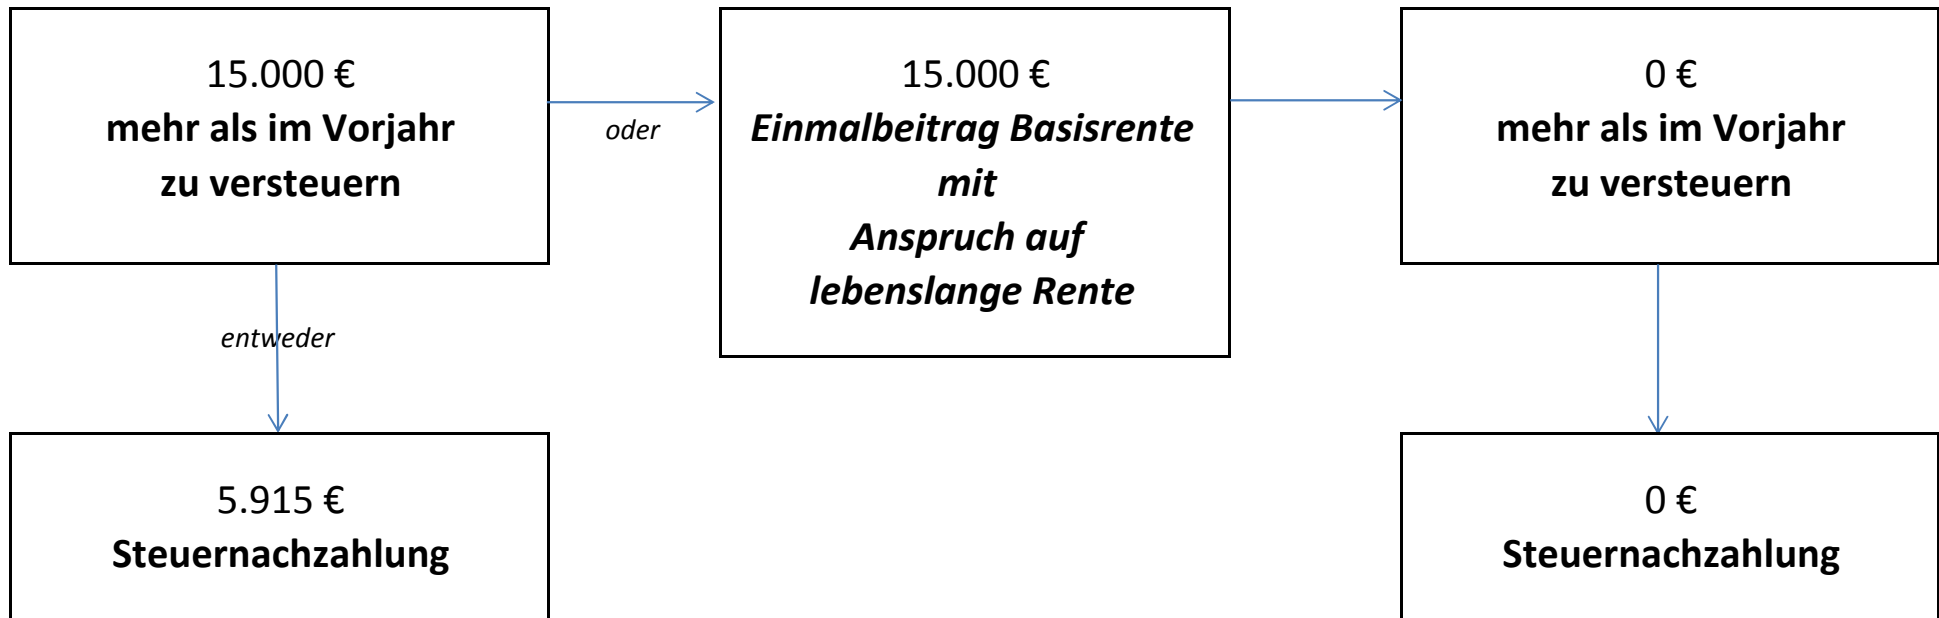 15.000 €
mehr als im Vorjahr
zu versteuern
entweder
5.915 €
Steuernachzahlung
oder
15.000 €
Einmalbeitrag Basisrente
mit
Anspruch auf
lebenslange Rente
0 €
mehr als im Vorjahr
zu versteuern
0 €
Steuernachzahlung